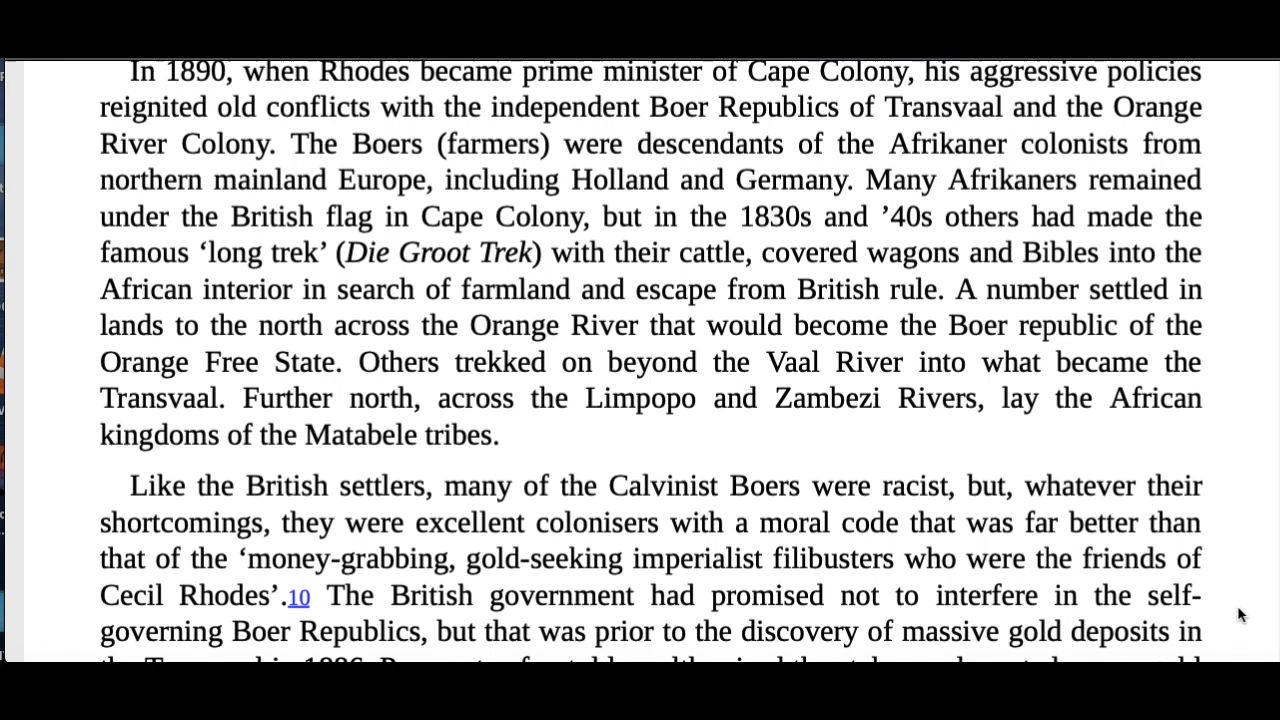 In 1890, when Rhodes became prime minister of Cape Colony, his aggressive policies
reignited old conflicts with the independent Boer Republics of Transvaal and the Orange
River Colony. The Boers (farmers) were descendants of the Afrikaner colonists from
northern mainland Europe, including Holland and Germany. Many Afrikaners remained
under the British flag in Cape Colony, but in the 1830s and ’40s others had made the
famous ‘long trek’ (Die Groot Trek) with their cattle, covered wagons and Bibles into the
African interior in search of farmland and escape from British rule. A number settled in
lands to the north across the Orange River that would become the Boer republic of the
Orange Free State. Others trekked on beyond the Vaal River into what became the
Transvaal. Further north, across the Limpopo and Zambezi Rivers, lay the African
kingdoms of the Matabele tribes.
Like the British settlers, many of the Calvinist Boers were racist, but, whatever their
shortcomings, they were excellent colonisers with a moral code that was far better than
that of the ‘money-grabbing, gold-seeking imperialist filibusters who were the friends of
Cecil Rhodes’.10 The British government had promised not to interfere in the self-
governing Boer Republics, but that was prior to the discovery of massive gold deposits in